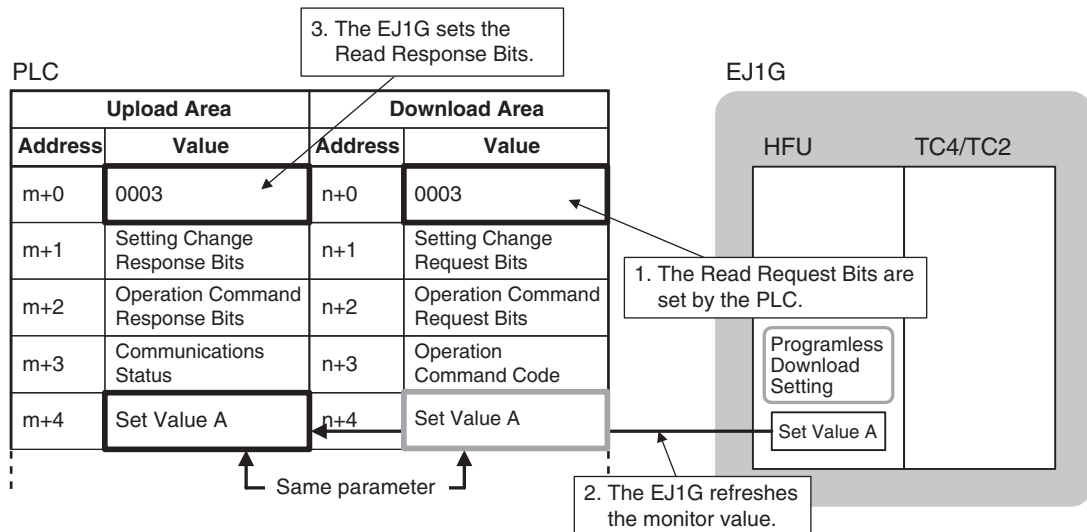 3. The EJ1G sets the
Read Response Bits.
PLC
EJ1G
Upload Area Download Area
Address Value Address Value
HFU TC4/TC2
m+0 0003 n+0 0003
m+1 Setting Change
Response Bits n+1 Setting Change
Request Bits
1. The Read Request Bits are
set by the PLC.
m+2 Operation Command
Response Bits n+2 Operation Command
Request Bits
m+3 Communications
Status n+3 Operation
Command Code
Programless
Download
Setting
m+4 Set Value A n+4 Set Value A
Set Value A
Same parameter
2. The EJ1G refreshes
the monitor value.